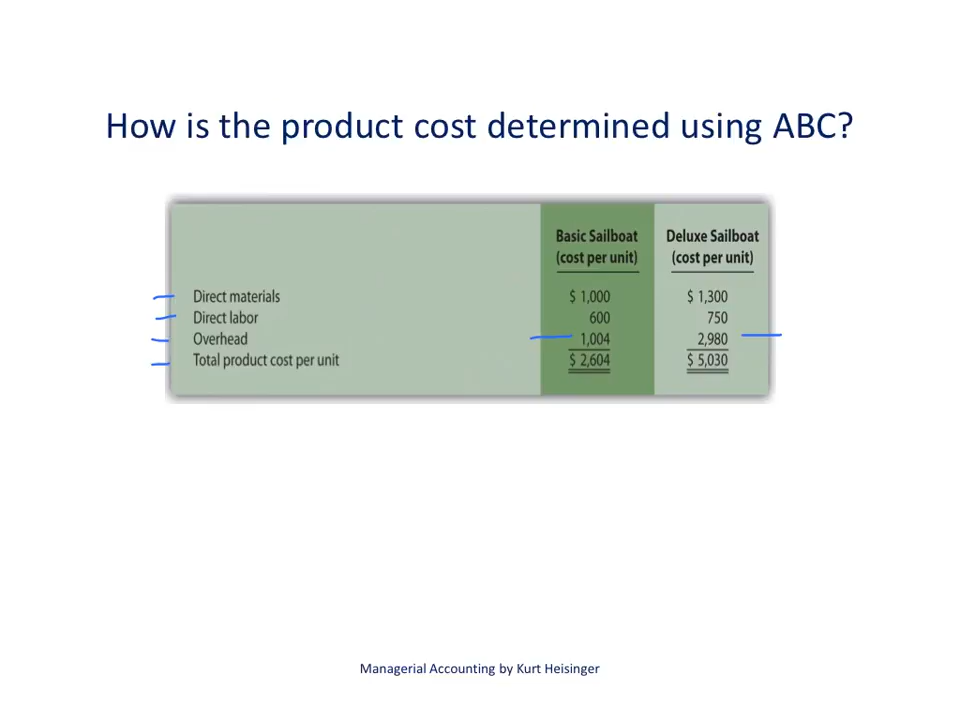 How is the product cost determined using ABC?
Basic Sailboat Deluxe Sailboat
(cost per unit) (cost per unit)
Direct materials $ 1,000 $ 1,300
Direct labor 600 750
Overhead 1,004 2,980
Total product cost per unit $ 2,604 $ 5,030
Managerial Accounting by Kurt Heisinger